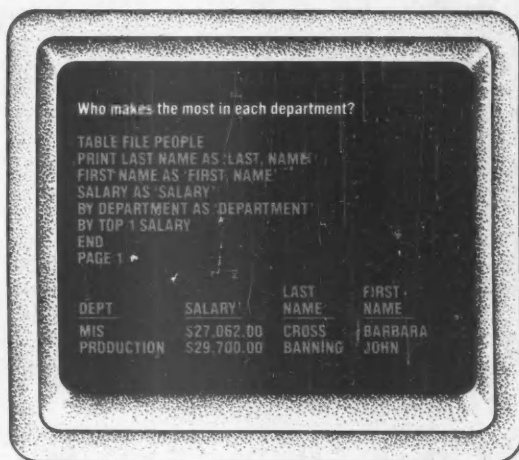 Who makes the most in each department?
TABLE FILE PEOPLE
PRINT LAST NAME AS 'LAST, NAME'
FIRST NAME AS 'FIRST, NAME'
SALARY AS 'SALARY'
BY DEPARTMENT AS 'DEPARTMENT'
BY TOP 1 SALARY
END
PAGE 1
LAST FIRST
DEPT SALARY NAME NAME
MIS $27,062.00 CROSS BARBARA
PRODUCTION $29,700.00 BANNING JOHN